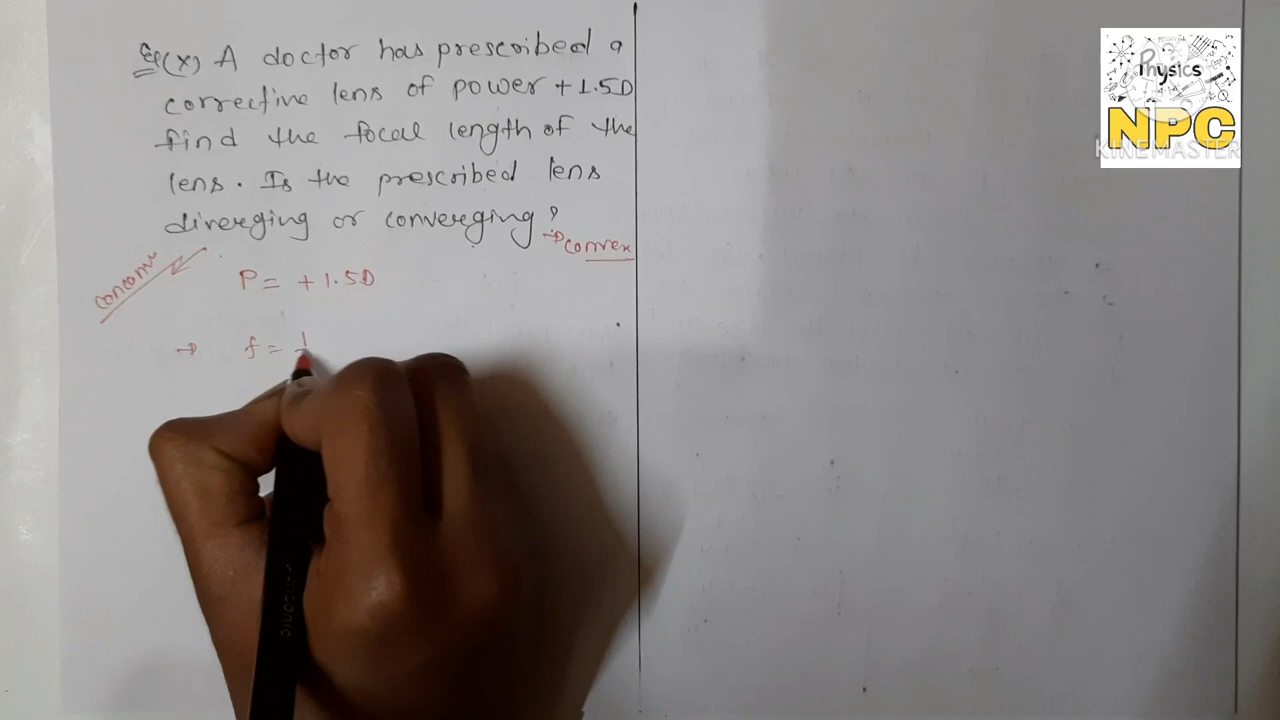 Ex(x) A doctor has prescribed a
corrective lens of power +1.5D
find the focal length of the
lens. Is the prescribed lens
diverging or converging?
→ convex
concave
P = +1.5D
→ f = 1
Physics
NPC
KINEMASTER